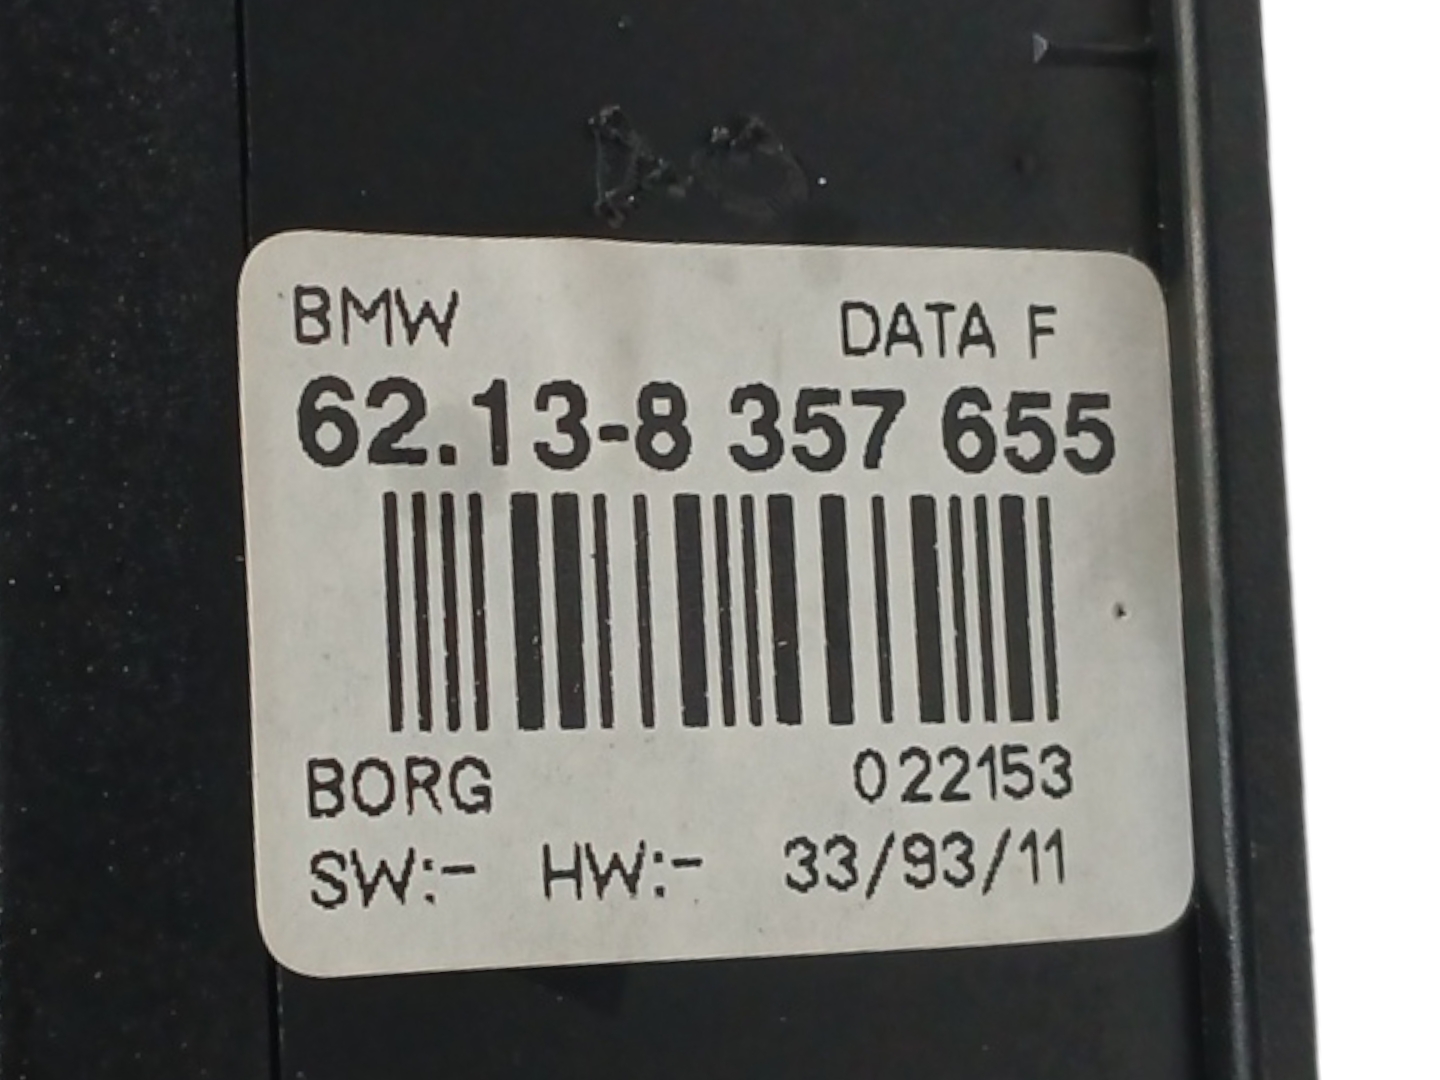 BMW DATA F
62.13-8 357 655
BORG 022153
SW:- HW:- 33/93/11